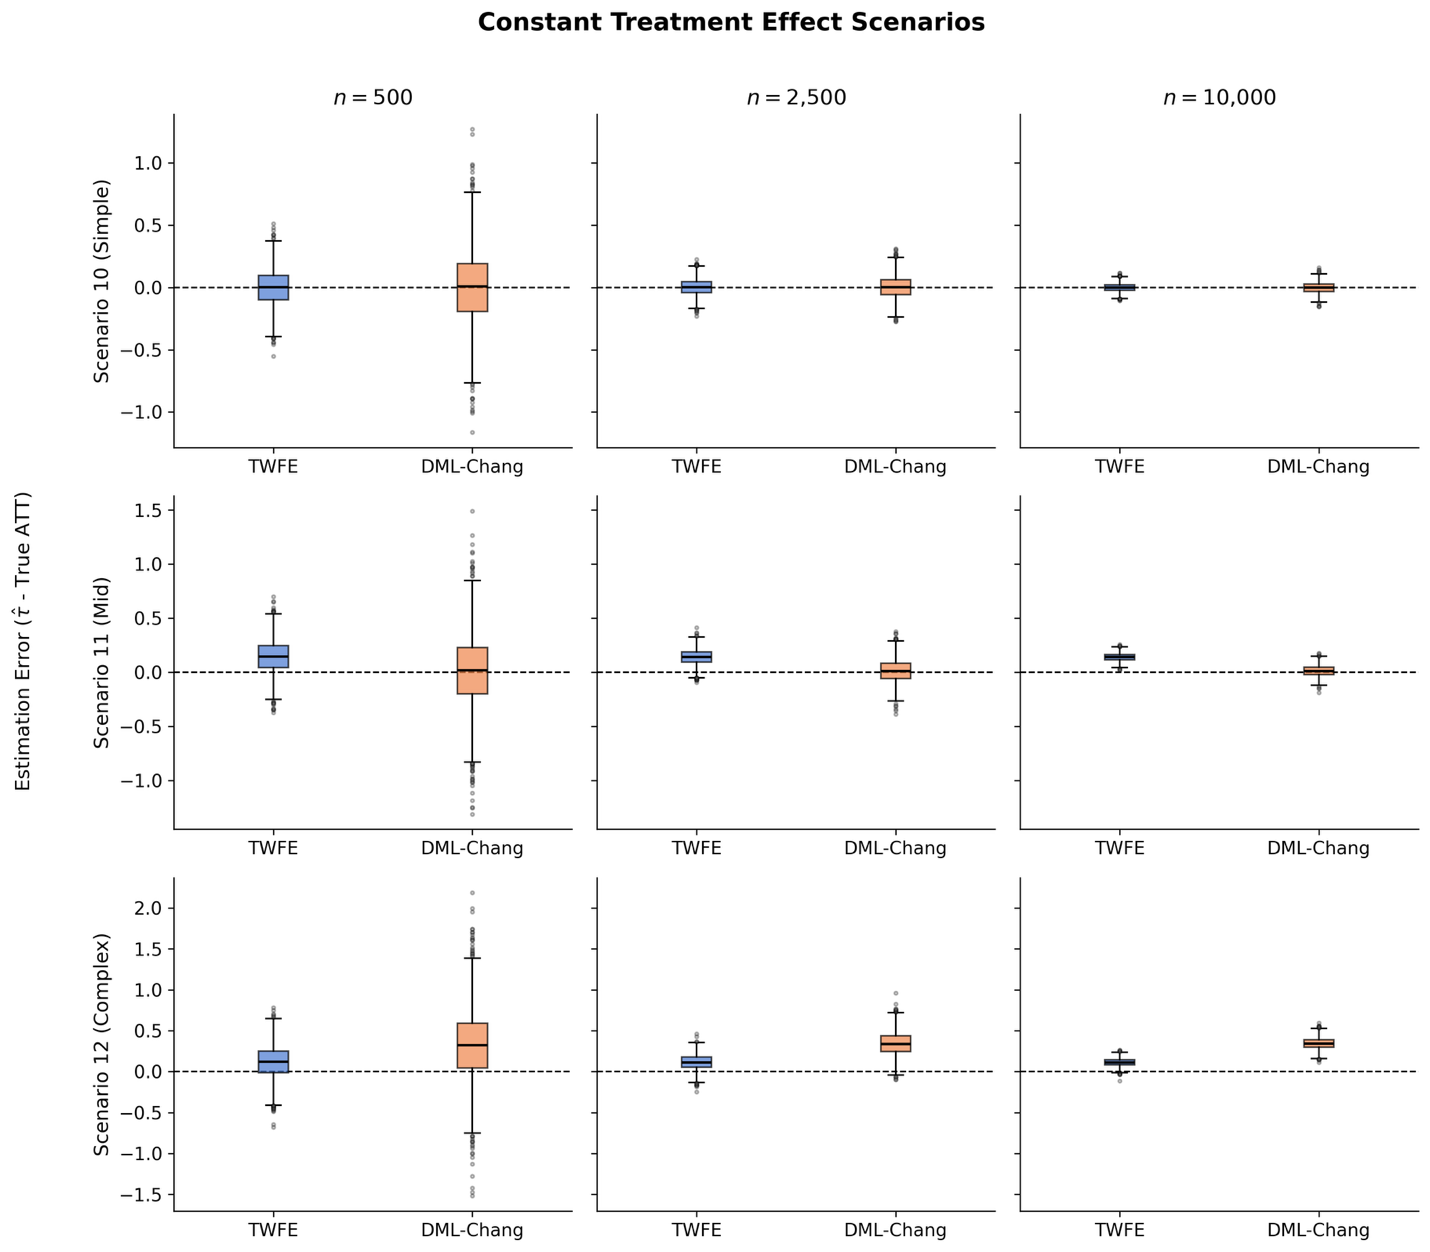 Constant Treatment Effect Scenarios
n = 500
n = 2,500
n = 10,000
Estimation Error (τ̂ - True ATT)
Scenario 10 (Simple)
1.0
0.5
0.0
−0.5
−1.0
TWFE
DML-Chang
TWFE
DML-Chang
TWFE
DML-Chang
Scenario 11 (Mid)
1.5
1.0
0.5
0.0
−0.5
−1.0
TWFE
DML-Chang
TWFE
DML-Chang
TWFE
DML-Chang
Scenario 12 (Complex)
2.0
1.5
1.0
0.5
0.0
−0.5
−1.0
−1.5
TWFE
DML-Chang
TWFE
DML-Chang
TWFE
DML-Chang